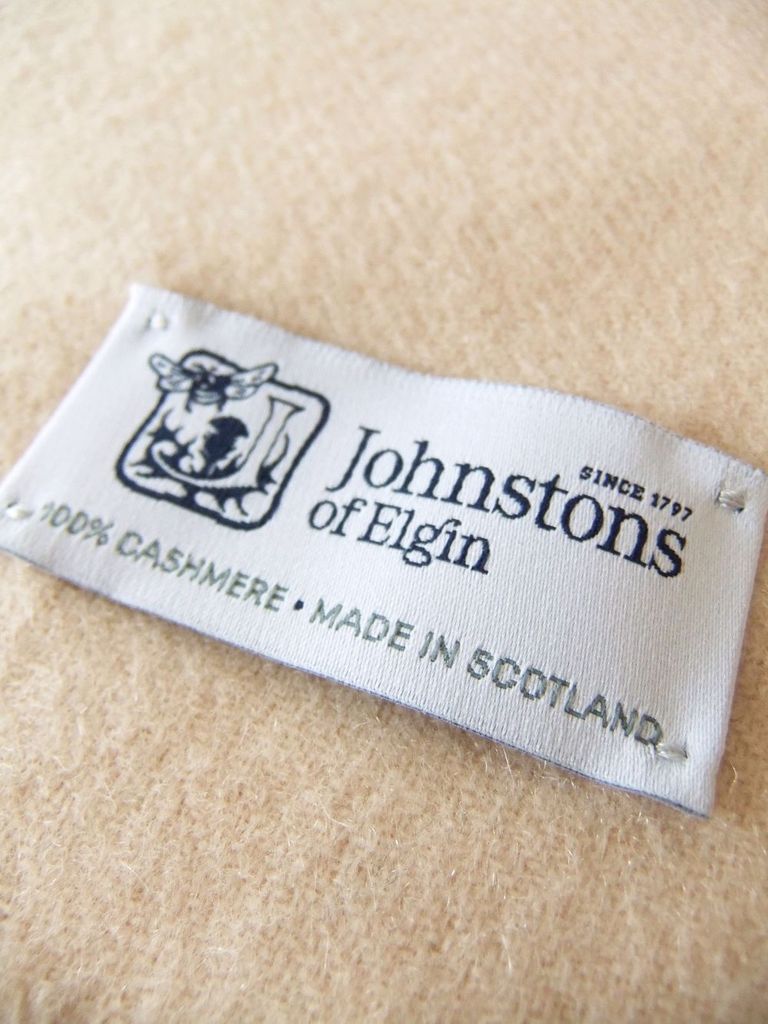 SINCE 1797
Johnstons
of Elgin
100% CASHMERE • MADE IN SCOTLAND